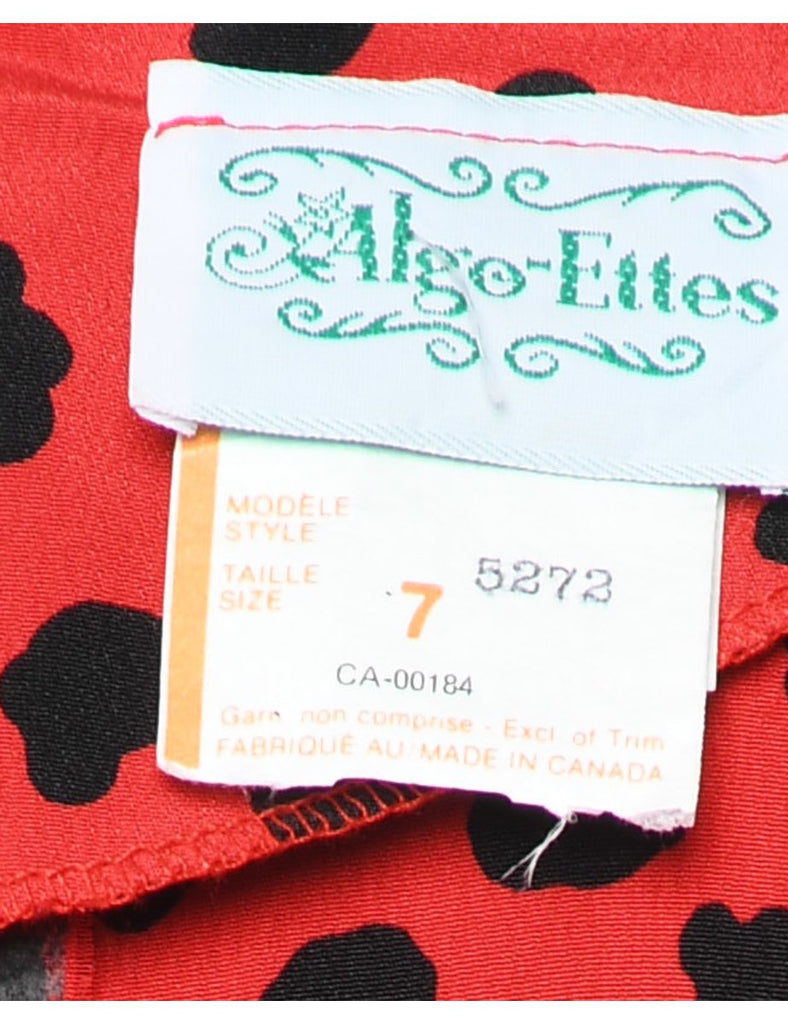 Algo-Ettes
MODÈLE
STYLE
TAILLE
SIZE
7
5272
CA-00184
Garn. non comprise - Excl. of Trim
FABRIQUÉ AU/MADE IN CANADA